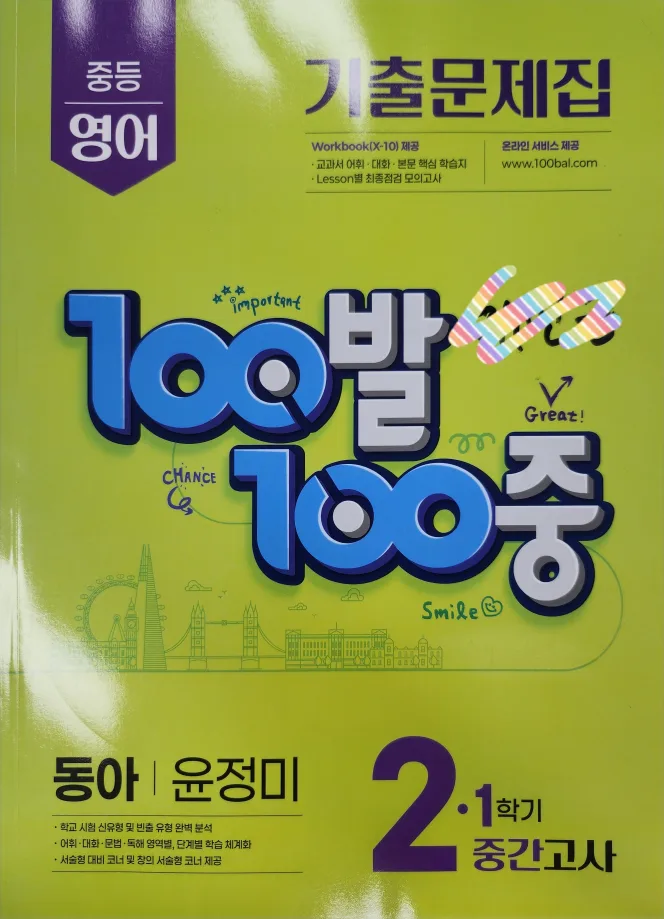 중등
영어
기출문제집
Workbook(X-10) 제공
· 교과서 어휘 · 대화 · 본문 핵심 학습지
· Lesson별 최종점검 모의고사
온라인 서비스 제공
www.100bal.com
important
100발
Great!
CHANCE
100중
Smile
동아 | 윤정미
· 학교 시험 신유형 및 빈출 유형 완벽 분석
· 어휘 · 대화 · 문법 · 독해 영역별, 단계별 학습 체계화
· 서술형 대비 코너 및 창의 서술형 코너 제공
2·1학기
중간고사